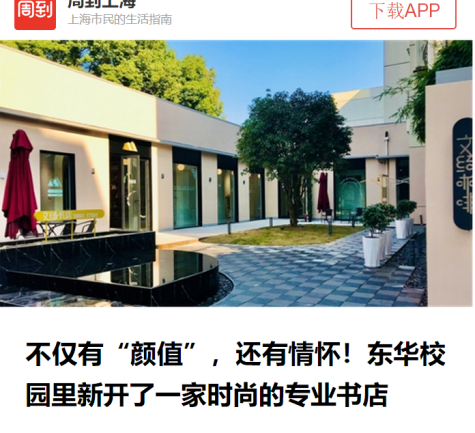 周到
周到上海
上海市民的生活指南
下载APP
不仅有“颜值”，还有情怀！东华校
园里新开了一家时尚的专业书店